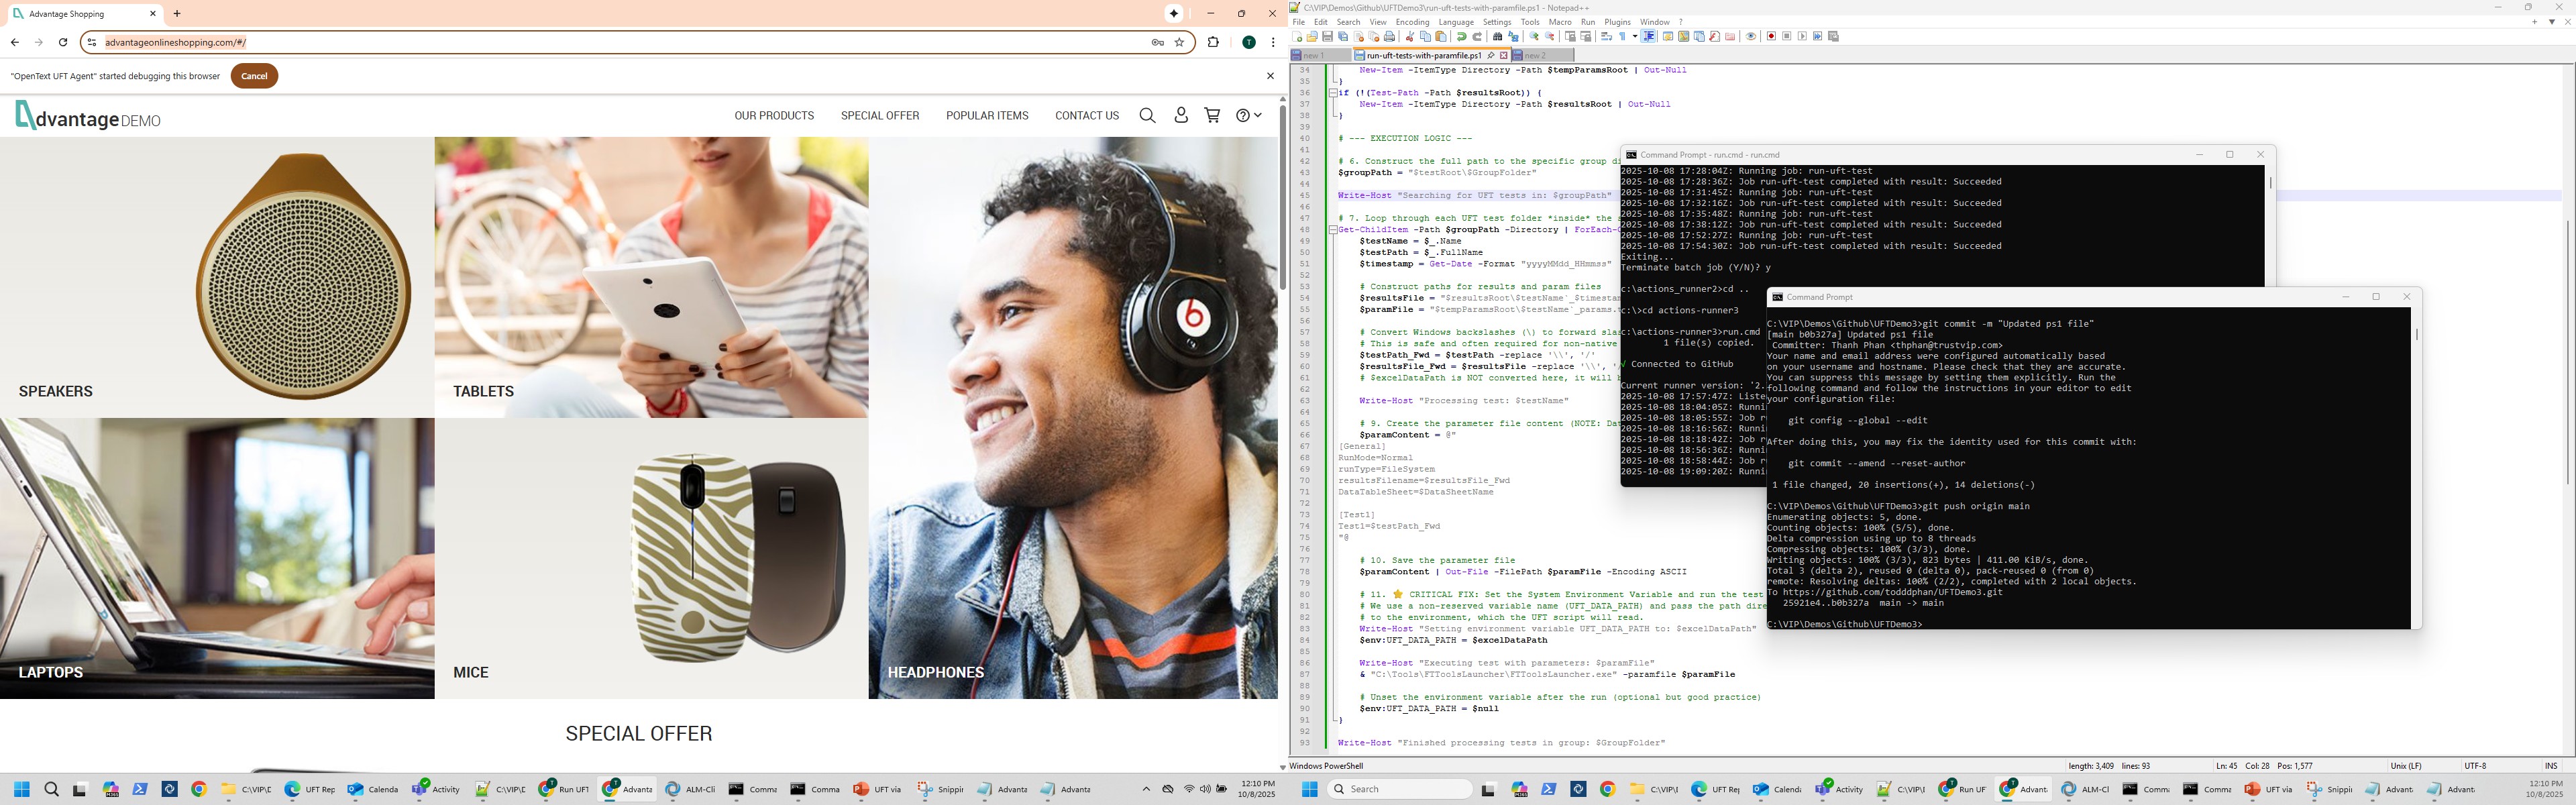 Advantage Shopping
advantageonlineshopping.com/#/
"OpenText UFT Agent" started debugging this browser
Cancel
dvantage DEMO
OUR PRODUCTS
SPECIAL OFFER
POPULAR ITEMS
CONTACT US
SPEAKERS
TABLETS
HEADPHONES
LAPTOPS
MICE
SPECIAL OFFER
C:\VIP\Demos\Github\UFTDemo3\run-uft-tests-with-paramfile.ps1 - Notepad++
File Edit Search View Encoding Language Settings Tools Macro Run Plugins Window ?
new 1
run-uft-tests-with-paramfile.ps1
new 2
34 New-Item -ItemType Directory -Path $tempParamsRoot | Out-Null
35 }
36 if (!(Test-Path -Path $resultsRoot)) {
37 New-Item -ItemType Directory -Path $resultsRoot | Out-Null
38 }
39
40 # --- EXECUTION LOGIC ---
41
42 # 6. Construct the full path to the specific group di
43 $groupPath = "$testRoot\$GroupFolder"
44
45 Write-Host "Searching for UFT tests in: $groupPath"
46
47 # 7. Loop through each UFT test folder *inside* the
48 Get-ChildItem -Path $groupPath -Directory | ForEach-
49 $testName = $_.Name
50 $testPath = $_.FullName
51 $timestamp = Get-Date -Format "yyyyMMdd_HHmmss"
52
53 # Construct paths for results and param files
54 $resultsFile = "$resultsRoot\$testName`_$timestam
55 $paramFile = "$tempParamsRoot\$testName`_params.
56
57 # Convert Windows backslashes (\) to forward slas
58 # This is safe and often required for non-native
59 $testPath_Fwd = $testPath -replace '\\', '/'
60 $resultsFile_Fwd = $resultsFile -replace '\\', '/
61 # $excelDataPath is NOT converted here, it will b
62
63 Write-Host "Processing test: $testName"
64
65 # 9. Create the parameter file content (NOTE: Dat
66 $paramContent = @"
67 [General]
68 RunMode=Normal
69 runType=FileSystem
70 resultsFilename=$resultsFile_Fwd
71 DataTableSheet=$DataSheetName
72
73 [Test1]
74 Test1=$testPath_Fwd
75 "@
76
77 # 10. Save the parameter file
78 $paramContent | Out-File -FilePath $paramFile -Encoding ASCII
79
80 # 11. ⭐ CRITICAL FIX: Set the System Environment Variable and run the test
81 # We use a non-reserved variable name (UFT_DATA_PATH) and pass the path dire
82 # to the environment, which the UFT script will read.
83 Write-Host "Setting environment variable UFT_DATA_PATH to: $excelDataPath"
84 $env:UFT_DATA_PATH = $excelDataPath
85
86 Write-Host "Executing test with parameters: $paramFile"
87 & "C:\Tools\FTToolsLauncher\FTToolsLauncher.exe" -paramfile $paramFile
88
89 # Unset the environment variable after the run (optional but good practice)
90 $env:UFT_DATA_PATH = $null
91 }
92
93 Write-Host "Finished processing tests in group: $GroupFolder"
Command Prompt - run.cmd - run.cmd
2025-10-08 17:28:04Z: Running job: run-uft-test
2025-10-08 17:28:36Z: Job run-uft-test completed with result: Succeeded
2025-10-08 17:31:45Z: Running job: run-uft-test
2025-10-08 17:32:16Z: Job run-uft-test completed with result: Succeeded
2025-10-08 17:35:48Z: Running job: run-uft-test
2025-10-08 17:38:12Z: Job run-uft-test completed with result: Succeeded
2025-10-08 17:52:27Z: Running job: run-uft-test
2025-10-08 17:54:30Z: Job run-uft-test completed with result: Succeeded
Exiting...
Terminate batch job (Y/N)? y
c:\actions_runner2>cd ..
c:\>cd actions-runner3
c:\actions-runner3>run.cmd
1 file(s) copied.
√ Connected to GitHub
Current runner version: '2.
2025-10-08 17:57:47Z: Liste
2025-10-08 18:04:05Z: Runni
2025-10-08 18:05:55Z: Job r
2025-10-08 18:16:56Z: Runni
2025-10-08 18:18:42Z: Job r
2025-10-08 18:56:36Z: Runni
2025-10-08 18:58:44Z: Job r
2025-10-08 19:09:20Z: Runni
Command Prompt
C:\VIP\Demos\Github\UFTDemo3>git commit -m "Updated ps1 file"
[main b0b327a] Updated ps1 file
Committer: Thanh Phan <thphan@trustvip.com>
Your name and email address were configured automatically based
on your username and hostname. Please check that they are accurate.
You can suppress this message by setting them explicitly. Run the
following command and follow the instructions in your editor to edit
your configuration file:
git config --global --edit
After doing this, you may fix the identity used for this commit with:
git commit --amend --reset-author
1 file changed, 20 insertions(+), 14 deletions(-)
C:\VIP\Demos\Github\UFTDemo3>git push origin main
Enumerating objects: 5, done.
Counting objects: 100% (5/5), done.
Delta compression using up to 8 threads
Compressing objects: 100% (3/3), done.
Writing objects: 100% (3/3), 823 bytes | 411.00 KiB/s, done.
Total 3 (delta 2), reused 0 (delta 0), pack-reused 0 (from 0)
remote: Resolving deltas: 100% (2/2), completed with 2 local objects.
To https://github.com/todddphan/UFTDemo3.git
25921e4..b0b327a main -> main
C:\VIP\Demos\Github\UFTDemo3>
Windows PowerShell
length: 3,409 lines: 93
Ln: 45 Col: 28 Pos: 1,577
Unix (LF)
UTF-8
INS
C:\VIP\D
UFT Rep
Calenda
Activity
C:\VIP\D
Run UFT
Advanta
ALM-Cli
Comma
Comma
UFT via
Snippin
Advanta
Advanta
12:10 PM
10/8/2025
Search
C:\VIP\I
UFT Re
Calend
Activity
C:\VIP\I
Run UF
Advant
ALM-Cl
Comm
Comm
UFT via
Snippi
Advant
Advant
12:10 PM
10/8/2025